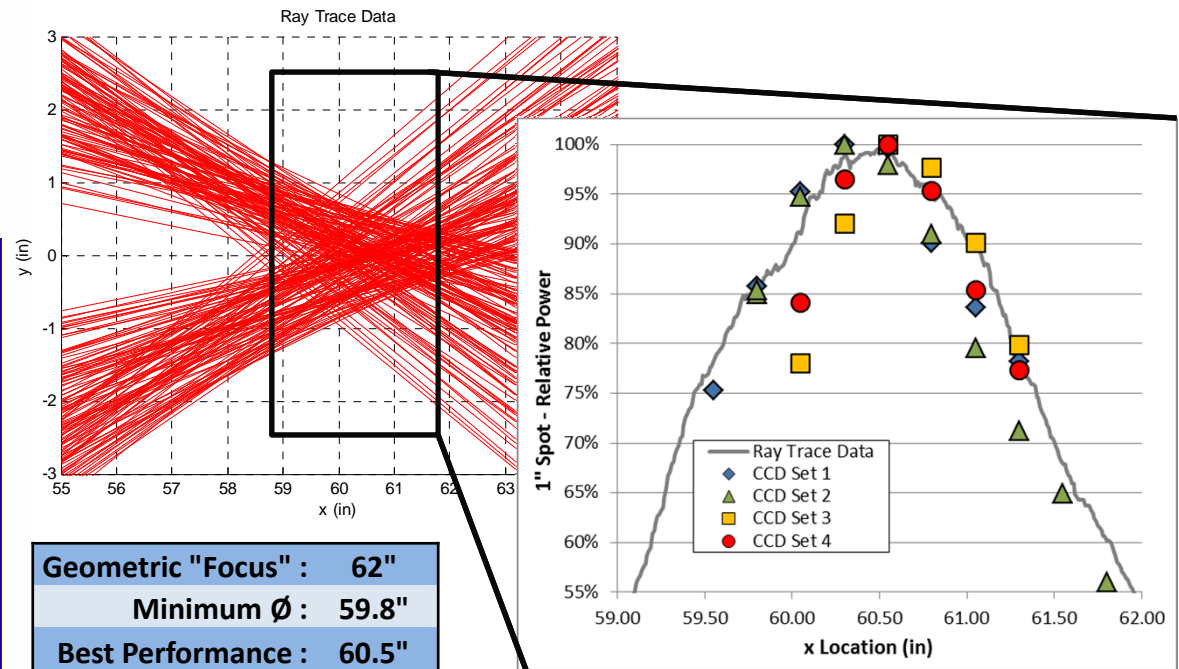 Ray Trace Data
3
2
1
0
-1
-2
-3
y (in)
55 56 57 58 59 60 61 62 63
x (in)
100%
95%
90%
85%
80%
75%
70%
65%
60%
55%
1" Spot - Relative Power
Ray Trace Data
CCD Set 1
CCD Set 2
CCD Set 3
CCD Set 4
59.00 59.50 60.00 60.50 61.00 61.50 62.00
x Location (in)
Geometric "Focus" : 62"
Minimum Ø : 59.8"
Best Performance : 60.5"